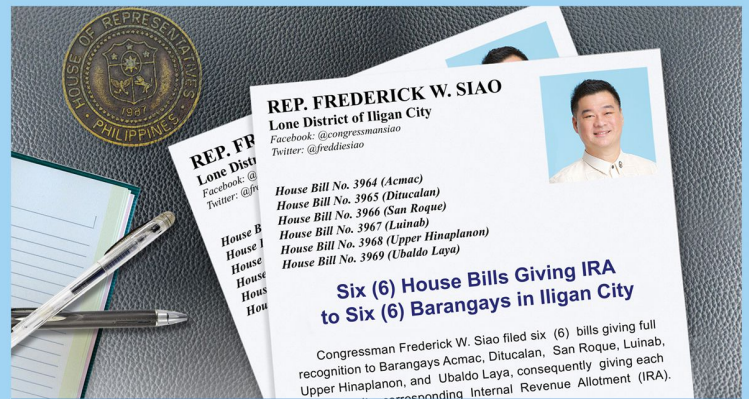 HOUSE OF REPRESENTATIVES
PHILIPPINES
1987
REP. FREDERICK W. SIAO
Lone District of Iligan City
Facebook: @congressmansiao
Twitter: @freddiesiao
House Bill No. 3964 (Acmac)
House Bill No. 3965 (Ditucalan)
House Bill No. 3966 (San Roque)
House Bill No. 3967 (Luinab)
House Bill No. 3968 (Upper Hinaplanon)
House Bill No. 3969 (Ubaldo Laya)
Six (6) House Bills Giving IRA
to Six (6) Barangays in Iligan City
Congressman Frederick W. Siao filed six (6) bills giving full
recognition to Barangays Acmac, Ditucalan, San Roque, Luinab,
Upper Hinaplanon, and Ubaldo Laya, consequently giving each
corresponding Internal Revenue Allotment (IRA).
REP.
Lone
Facebook:
Twitter:
House
House
House
House